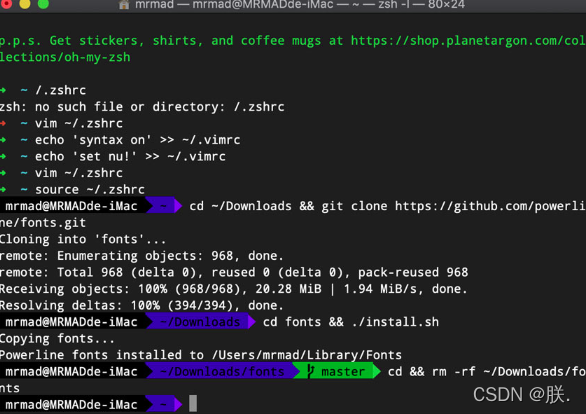 mrmad — mrmad@MRMADde-iMac — ~ — zsh -l — 80×24
p.p.s. Get stickers, shirts, and coffee mugs at https://shop.planetargon.com/col
lections/oh-my-zsh
➜ ~ /.zshrc
zsh: no such file or directory: /.zshrc
➜ ~ vim ~/.zshrc
➜ ~ echo 'syntax on' >> ~/.vimrc
➜ ~ echo 'set nu!' >> ~/.vimrc
➜ ~ vim ~/.zshrc
➜ ~ source ~/.zshrc
mrmad@MRMADde-iMac ~ cd ~/Downloads && git clone https://github.com/powerli
ne/fonts.git
Cloning into 'fonts'...
remote: Enumerating objects: 968, done.
remote: Total 968 (delta 0), reused 0 (delta 0), pack-reused 968
Receiving objects: 100% (968/968), 20.28 MiB | 1.94 MiB/s, done.
Resolving deltas: 100% (394/394), done.
mrmad@MRMADde-iMac ~/Downloads cd fonts && ./install.sh
Copying fonts...
Powerline fonts installed to /Users/mrmad/Library/Fonts
mrmad@MRMADde-iMac ~/Downloads/fonts master cd && rm -rf ~/Downloads/fo
nts
mrmad@MRMADde-iMac ~
CSDN @朕.